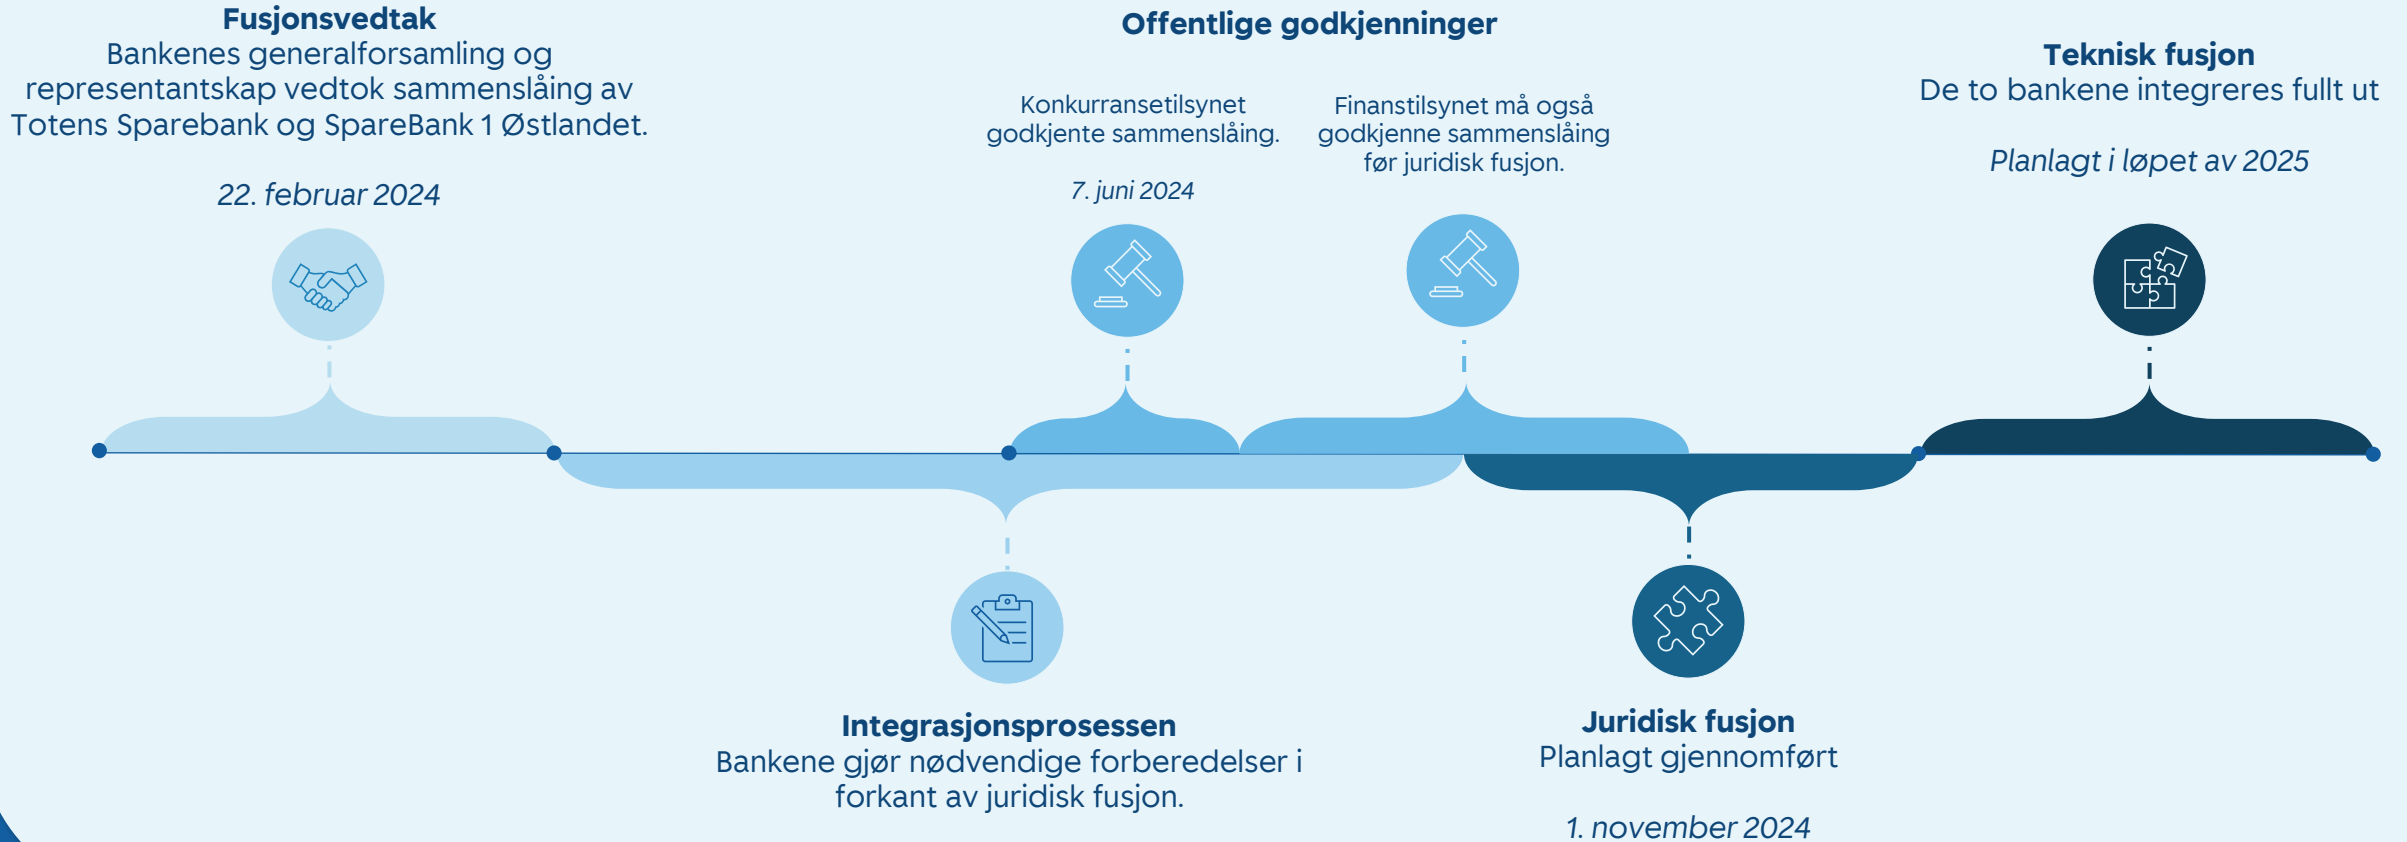 Fusjonsvedtak
Bankenes generalforsamling og
representantskap vedtok sammenslåing av
Totens Sparebank og SpareBank 1 Østlandet.
22. februar 2024
Offentlige godkjenninger
Konkurransetilsynet
godkjente sammenslåing.
7. juni 2024
Finanstilsynet må også
godkjenne sammenslåing
før juridisk fusjon.
Teknisk fusjon
De to bankene integreres fullt ut
Planlagt i løpet av 2025
Integrasjonsprosessen
Bankene gjør nødvendige forberedelser i
forkant av juridisk fusjon.
Juridisk fusjon
Planlagt gjennomført
1. november 2024